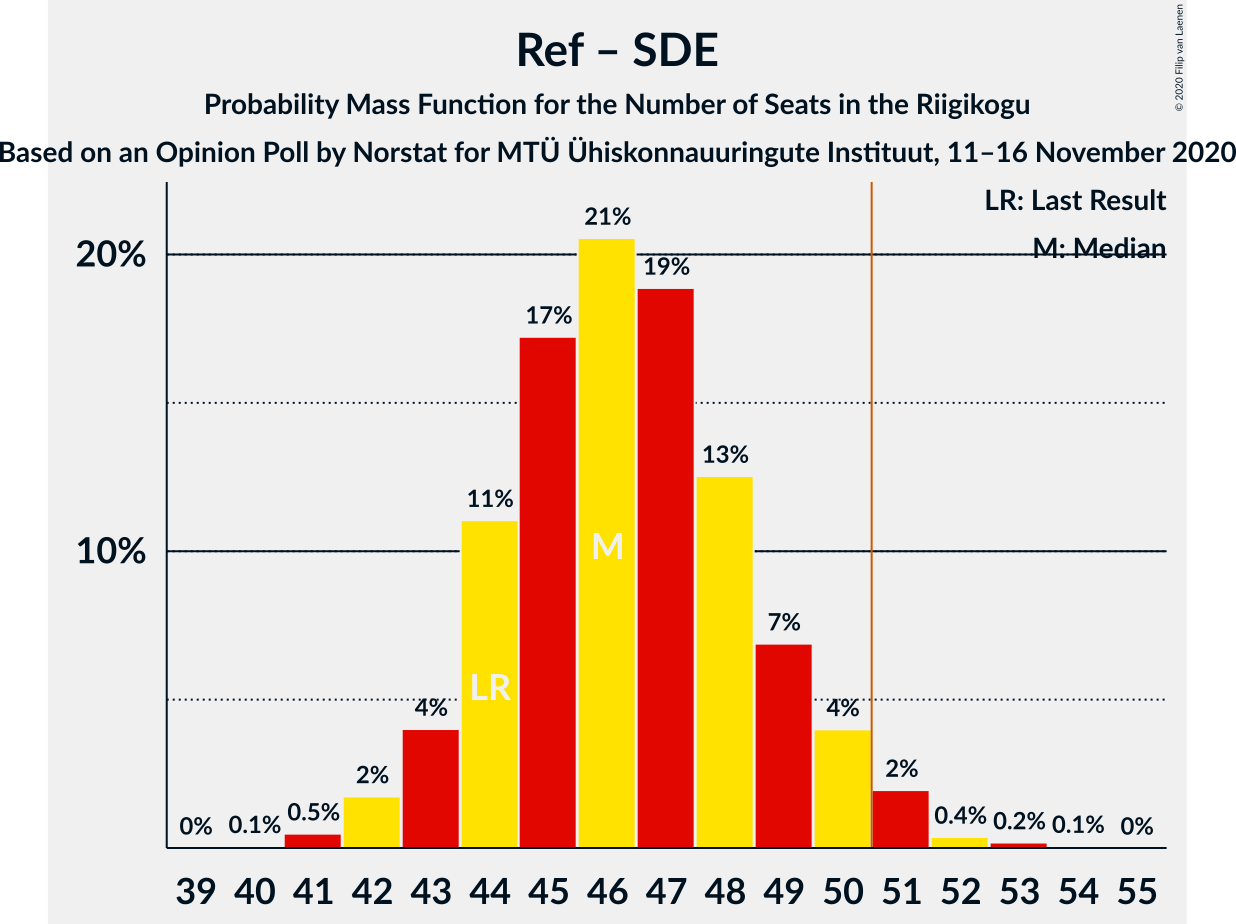 Ref – SDE
Probability Mass Function for the Number of Seats in the Riigikogu
Based on an Opinion Poll by Norstat for MTÜ Ühiskonnauuringute Instituut, 11–16 November 2020
© 2020 Filip van Laenen
LR: Last Result
M: Median
20%
10%
0% 0.1% 0.5% 2% 4% 11% 17% 21% 19% 13% 7% 4% 2% 0.4% 0.2% 0.1% 0%
M
LR
39 40 41 42 43 44 45 46 47 48 49 50 51 52 53 54 55